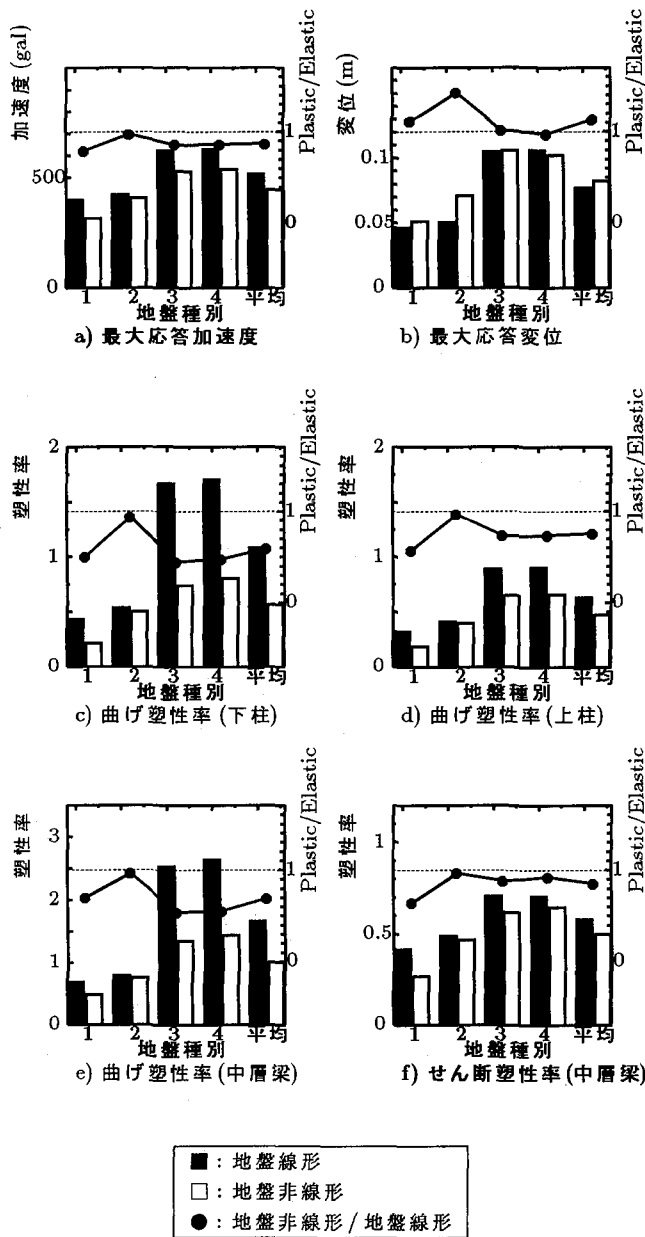 加速度(gal)
500
0
1
0
Plastic/Elastic
1 2 3 4 平均
地盤種別
a) 最大応答加速度
変位(m)
0.1
0.05
0
1
0
Plastic/Elastic
1 2 3 4 平均
地盤種別
b) 最大応答変位
塑性率
2
1
0
1
0
Plastic/Elastic
1 2 3 4 平均
地盤種別
c) 曲げ塑性率(下柱)
塑性率
2
1
0
1
0
Plastic/Elastic
1 2 3 4 平均
地盤種別
d) 曲げ塑性率(上柱)
塑性率
3
2
1
0
1
0
Plastic/Elastic
1 2 3 4 平均
地盤種別
e) 曲げ塑性率(中層梁)
塑性率
1
0.5
0
1
0
Plastic/Elastic
1 2 3 4 平均
地盤種別
f) せん断塑性率(中層梁)
■ : 地盤線形
□ : 地盤非線形
● : 地盤非線形 / 地盤線形